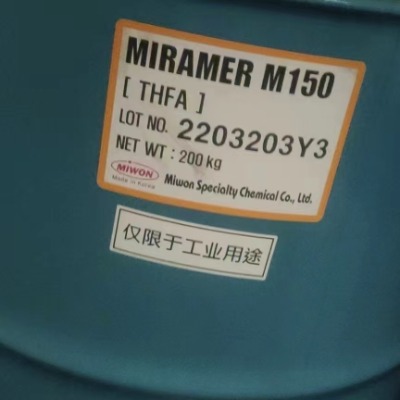 MIRAMER M150
[ THFA ]
LOT NO. 2203203Y3
NET WT : 200 kg
MIWON Miwon Specialty Chemical Co., Ltd.
Made in Korea
仅限于工业用途